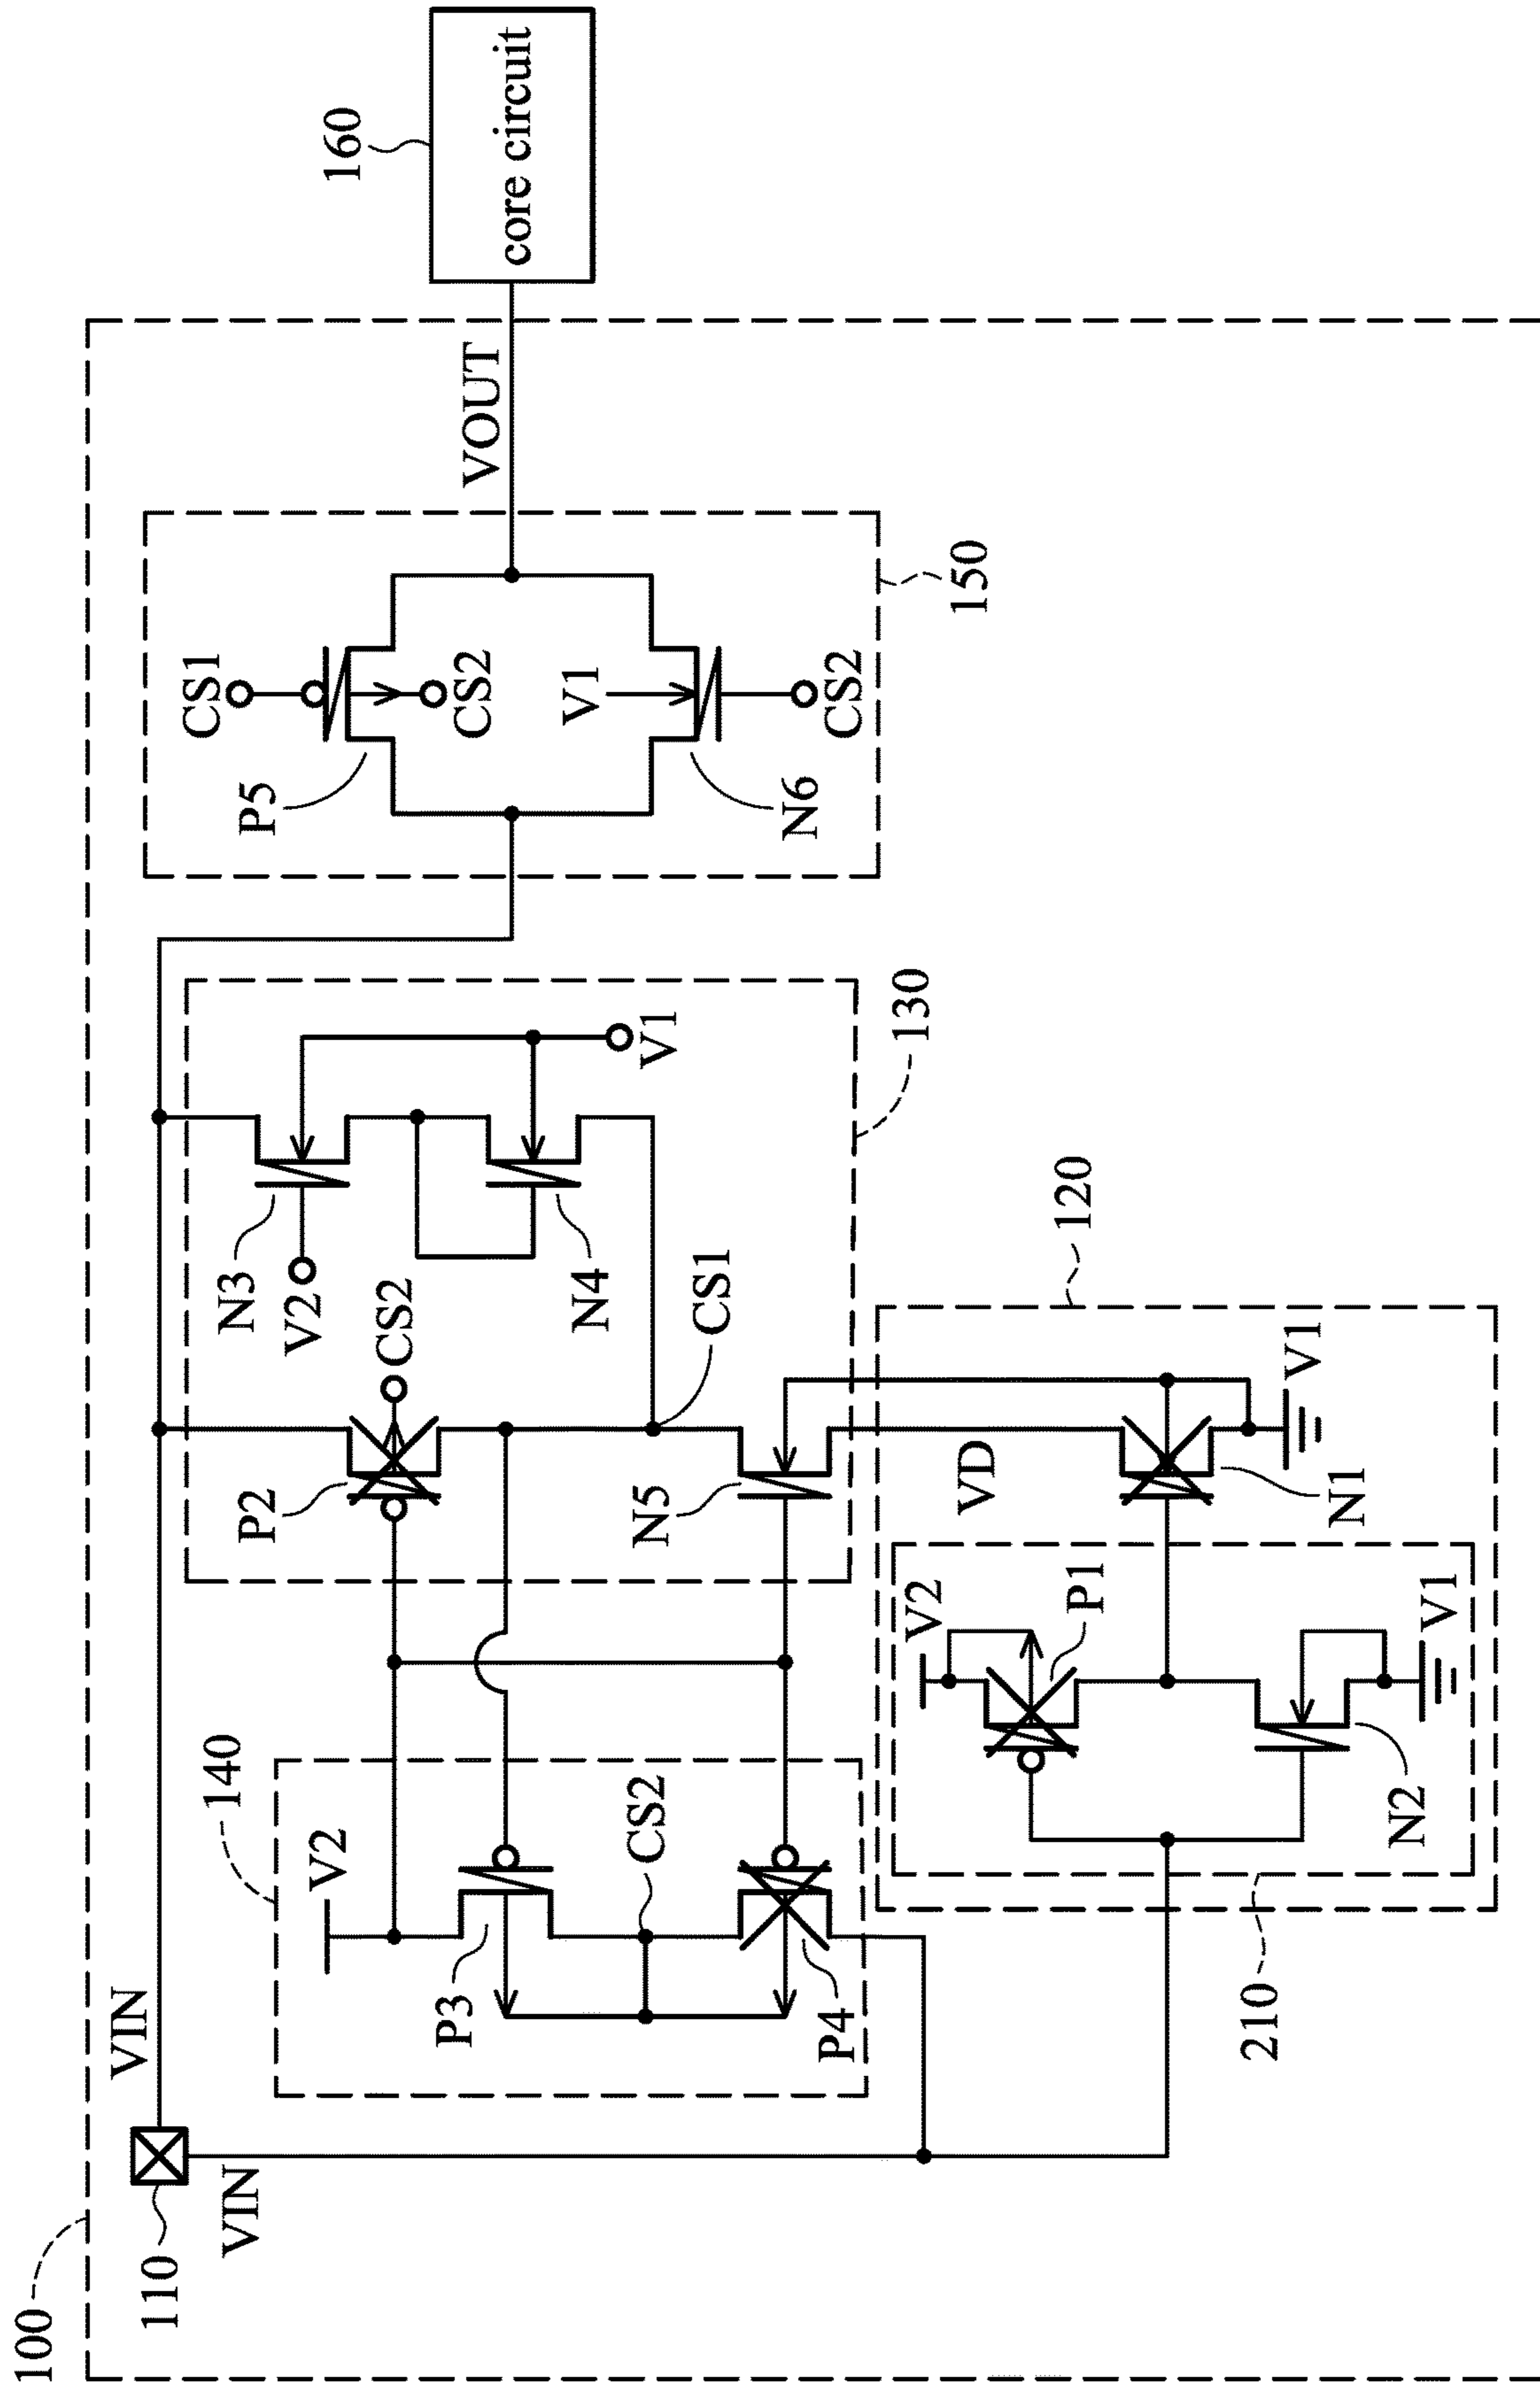 100
110
VIN
VIN
140
V2
P3
CS2
P4
210
P2
CS2
N3
V2
N4
CS1
N5
V1
130
VD
120
V2
P1
N2
V1
N1
V1
CS1
P5
CS2
V1
N6
CS2
150
VOUT
160
core circuit